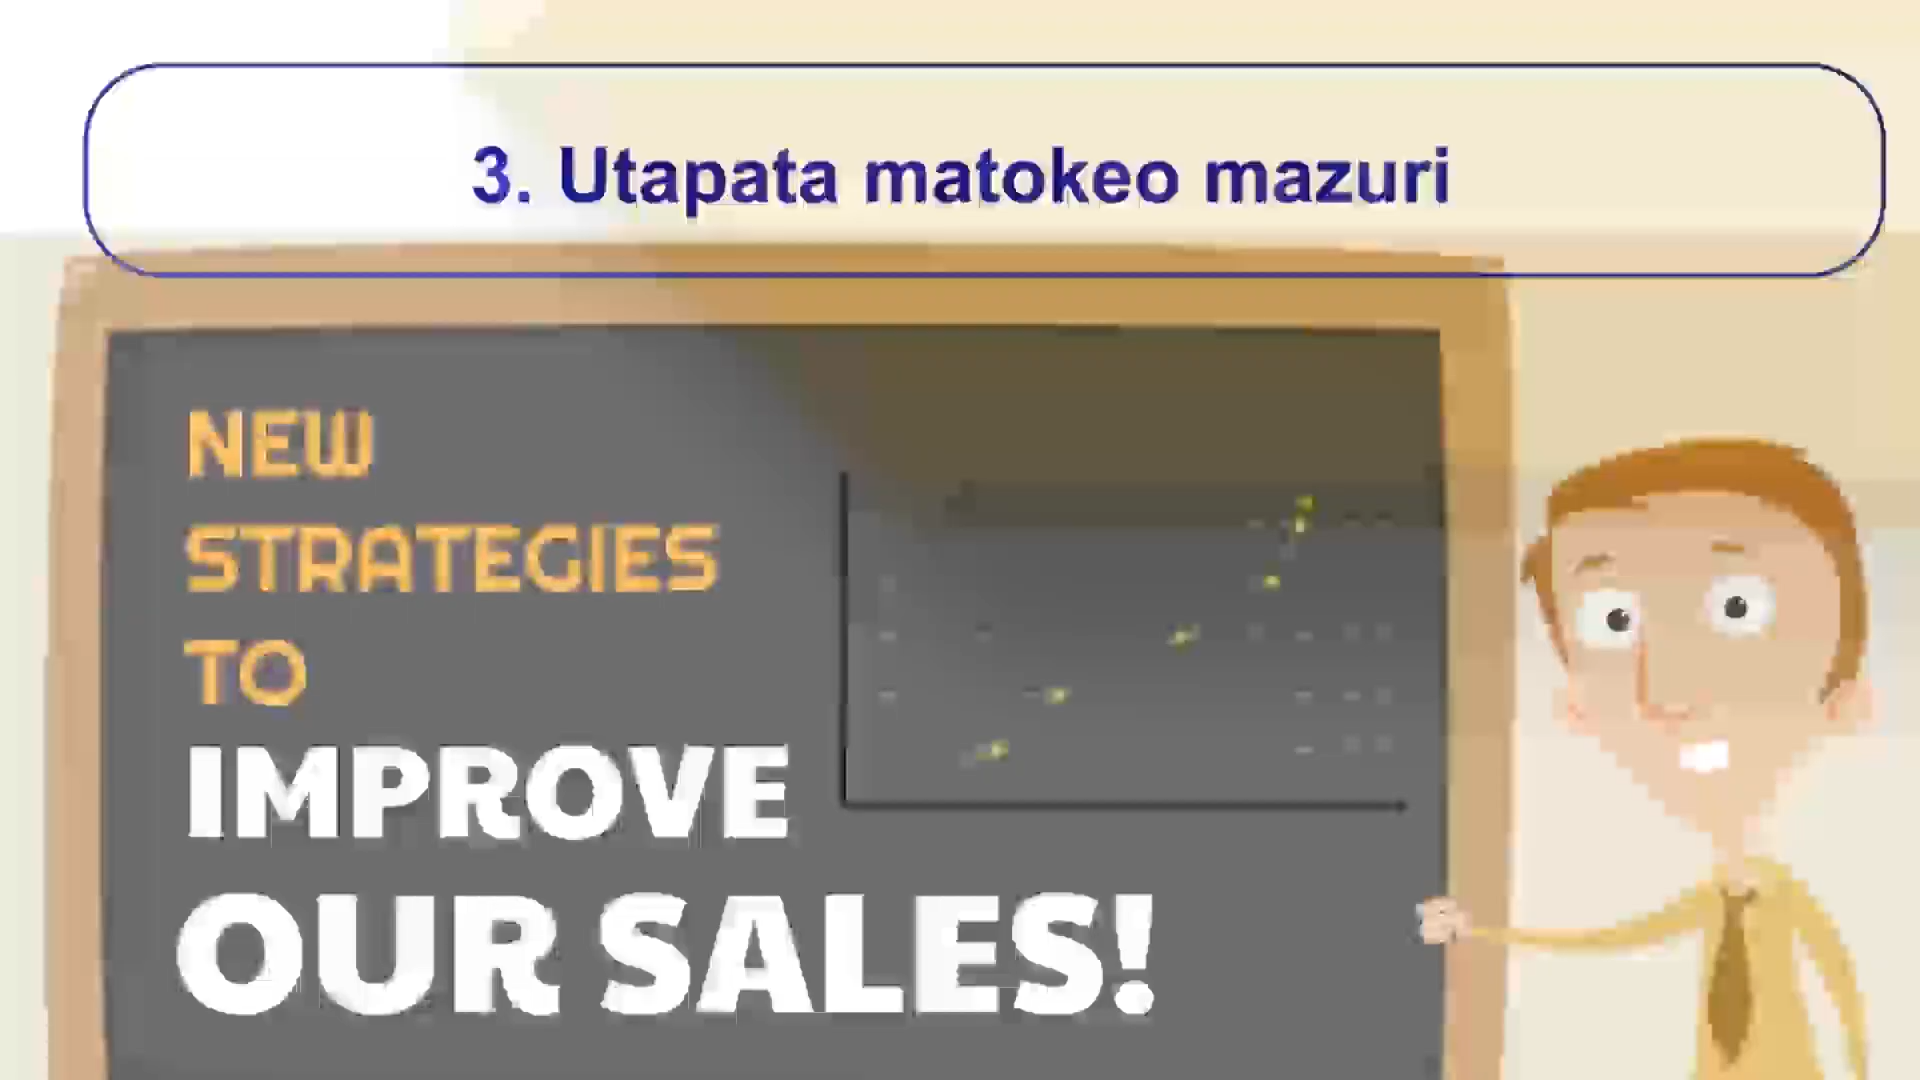 3. Utapata matokeo mazuri
NEW
STRATEGIES
TO
IMPROVE
OUR SALES!